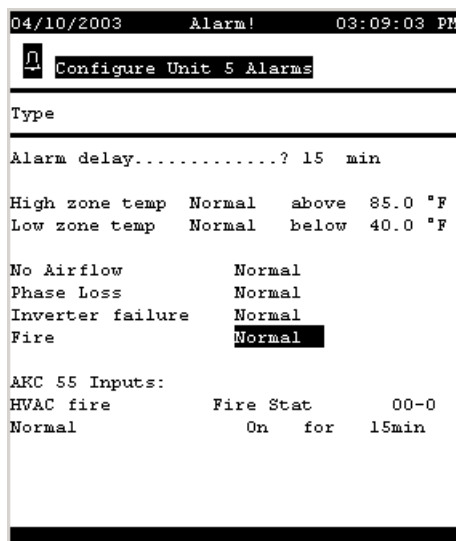 04/10/2003 Alarm! 03:09:03 PM
Configure Unit 5 Alarms
Type
Alarm delay.............? 15 min
High zone temp Normal above 85.0 °F
Low zone temp Normal below 40.0 °F
No Airflow Normal
Phase Loss Normal
Inverter failure Normal
Fire Normal
AKC 55 Inputs:
HVAC fire Fire Stat 00-0
Normal On for 15min